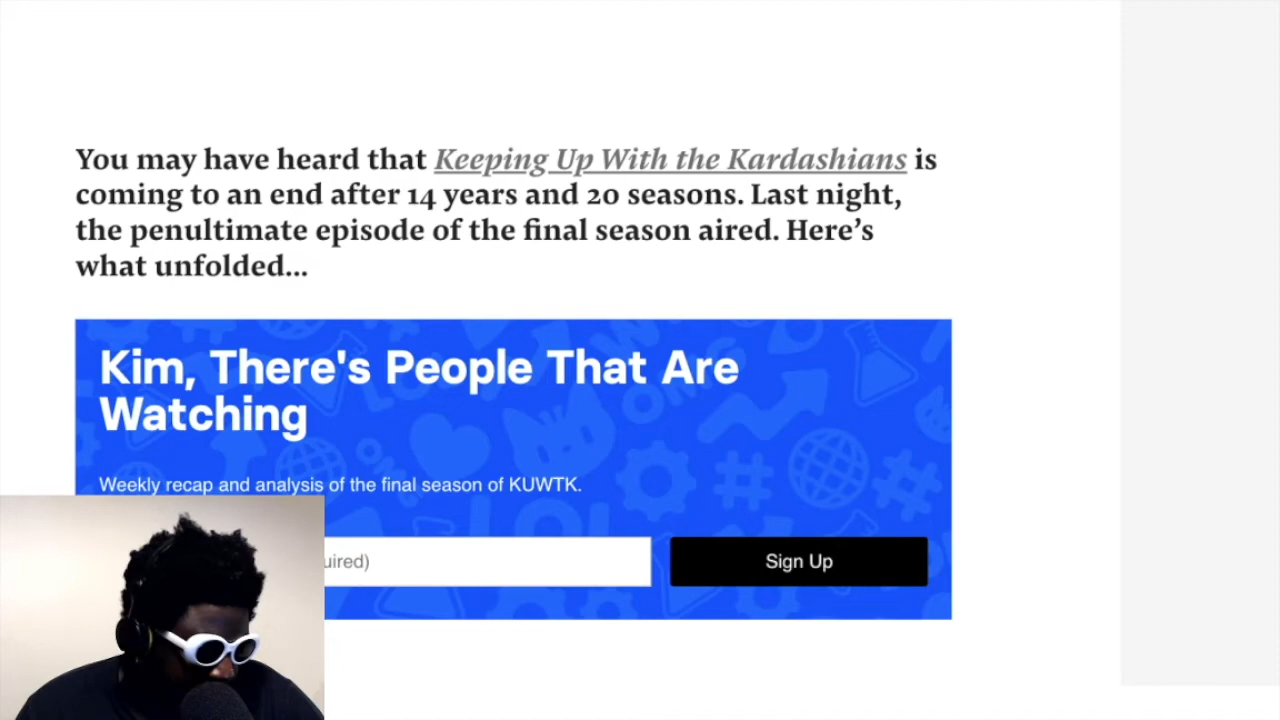 You may have heard that Keeping Up With the Kardashians is
coming to an end after 14 years and 20 seasons. Last night,
the penultimate episode of the final season aired. Here’s
what unfolded...
Kim, There's People That Are
Watching
Weekly recap and analysis of the final season of KUWTK.
uired)
Sign Up